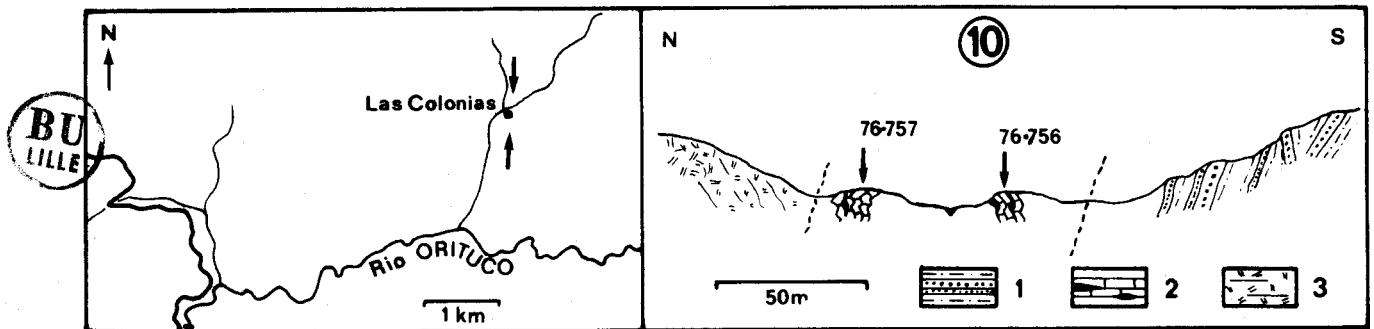 N
Las Colonias
BU
LILLE
Rio ORITUCO
1 km
N
10
S
76-757
76-756
50m
1
2
3